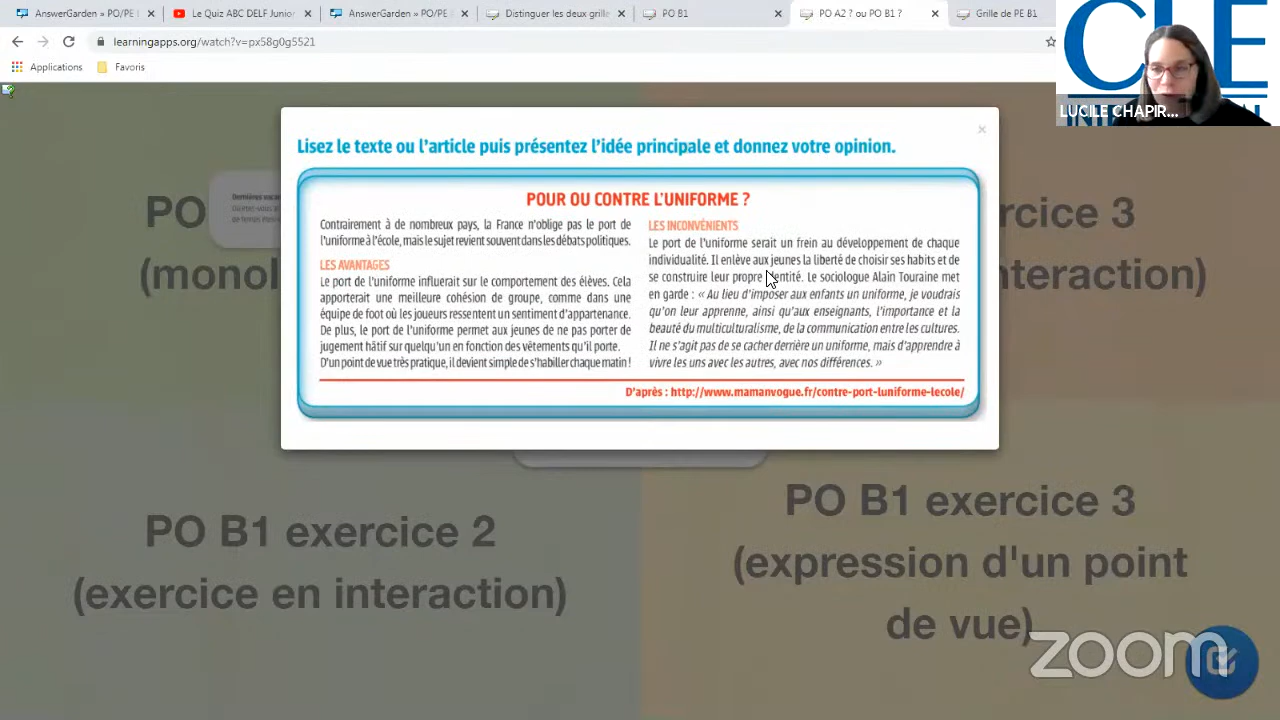 AnswerGarden » PO/PE
Le Quiz ABC DELF Junior
AnswerGarden » PO/PE
Distinguer les deux grille
PO B1
PO A2 ? ou PO B1 ?
Grille de PE B1
learningapps.org/watch?v=px58g0g5521
Applications
Favoris
LUCILE CHAPIR...
Lisez le texte ou l'article puis présentez l'idée principale et donnez votre opinion.
POUR OU CONTRE L'UNIFORME ?
Contrairement à de nombreux pays, la France n'oblige pas le port de
l'uniforme à l'école, mais le sujet revient souvent dans les débats politiques.
LES AVANTAGES
Le port de l'uniforme influerait sur le comportement des élèves. Cela
apporterait une meilleure cohésion de groupe, comme dans une
équipe de foot où les joueurs ressentent un sentiment d'appartenance.
De plus, le port de l'uniforme permet aux jeunes de ne pas porter de
jugement hâtif sur quelqu'un en fonction des vêtements qu'il porte.
D'un point de vue très pratique, il devient simple de s'habiller chaque matin !
LES INCONVÉNIENTS
Le port de l'uniforme serait un frein au développement de chaque
individualité. Il enlève aux jeunes la liberté de choisir ses habits et de
se construire leur propre identité. Le sociologue Alain Touraine met
en garde : « Au lieu d'imposer aux enfants un uniforme, je voudrais
qu'on leur apprenne, ainsi qu'aux enseignants, l'importance et la
beauté du multiculturalisme, de la communication entre les cultures.
Il ne s'agit pas de se cacher derrière un uniforme, mais d'apprendre à
vivre les uns avec les autres, avec nos différences. »
D'après : http://www.mamanvogue.fr/contre-port-luniforme-lecole/
PO
(monol
rcice 3
nteraction)
PO B1 exercice 2
(exercice en interaction)
PO B1 exercice 3
(expression d'un point
de vue)
zoom